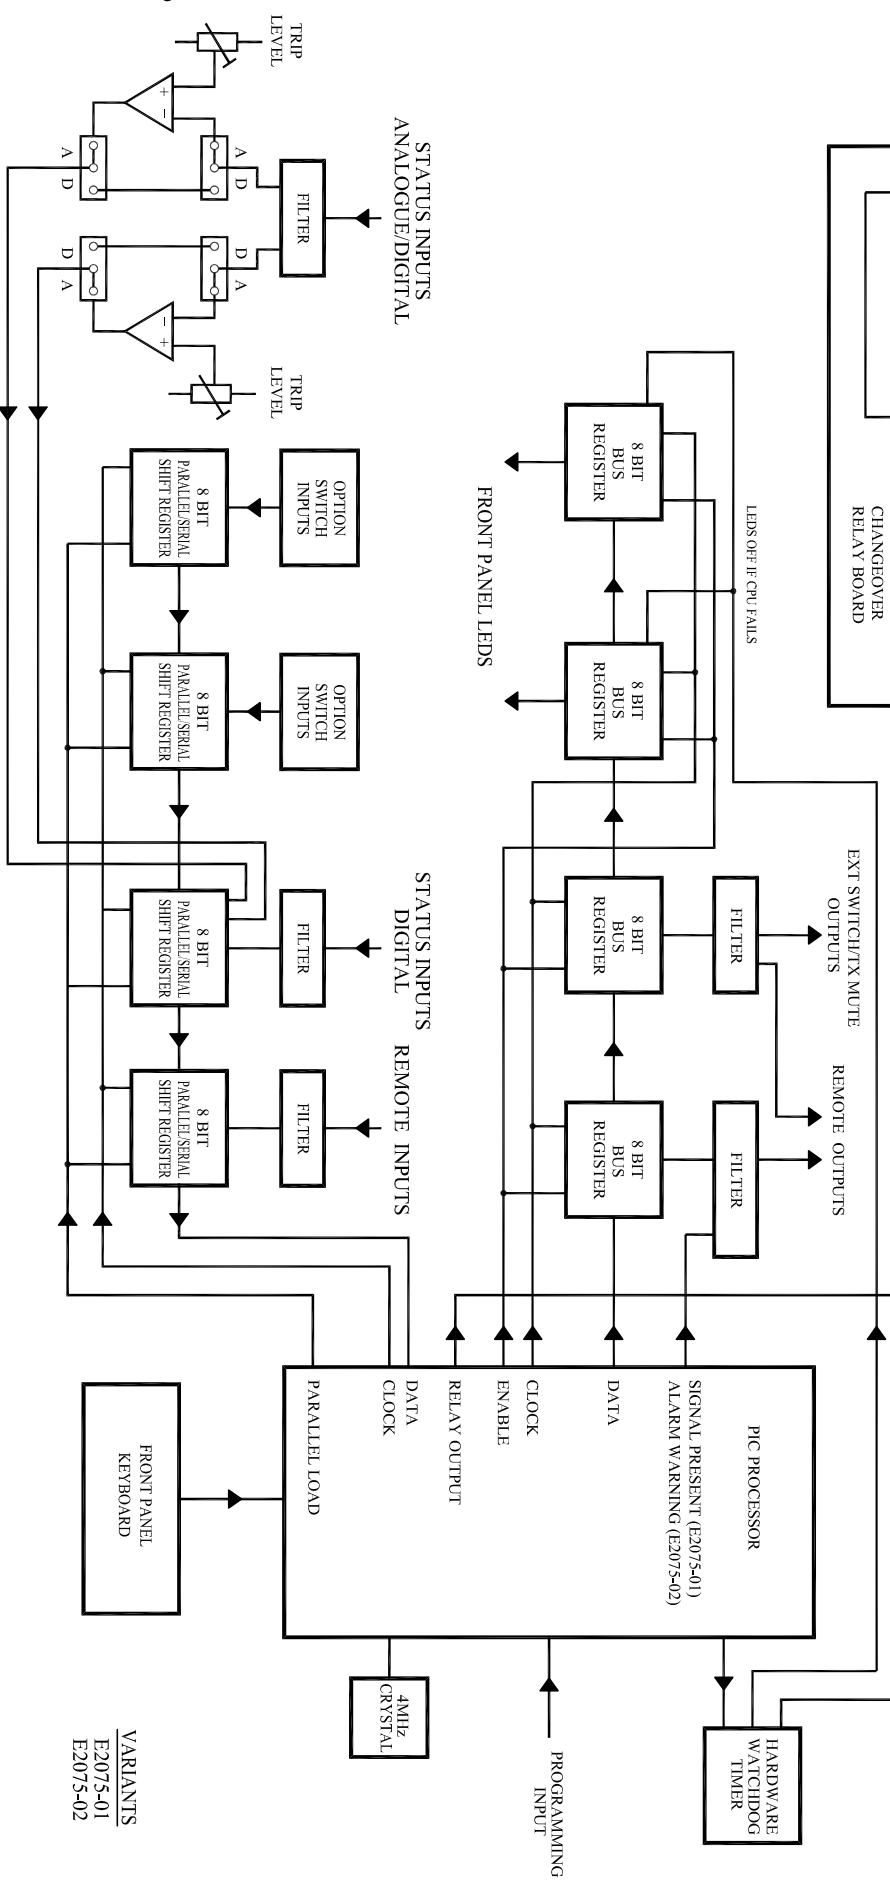 CHANGEOVER
RELAY BOARD
EXT SWITCH/TX MUTE
OUTPUTS
REMOTE OUTPUTS
LEDS OFF IF CPU FAILS
8 BIT
BUS
REGISTER
8 BIT
BUS
REGISTER
8 BIT
BUS
REGISTER
8 BIT
BUS
REGISTER
FILTER
FILTER
FRONT PANEL LEDS
PIC PROCESSOR
SIGNAL PRESENT (E2075-01)
ALARM WARNING (E2075-02)
DATA
CLOCK
ENABLE
RELAY OUTPUT
DATA
CLOCK
PARALLEL LOAD
HARDWARE
WATCHDOG
TIMER
PROGRAMMING
INPUT
4MHz
CRYSTAL
FRONT PANEL
KEYBOARD
STATUS INPUTS
ANALOGUE/DIGITAL
STATUS INPUTS
DIGITAL
REMOTE INPUTS
FILTER
OPTION
SWITCH
INPUTS
OPTION
SWITCH
INPUTS
FILTER
FILTER
TRIP
LEVEL
TRIP
LEVEL
A
D
D
A
+
−
−
+
A
D
D
A
8 BIT
PARALLEL/SERIAL
SHIFT REGISTER
8 BIT
PARALLEL/SERIAL
SHIFT REGISTER
8 BIT
PARALLEL/SERIAL
SHIFT REGISTER
8 BIT
PARALLEL/SERIAL
SHIFT REGISTER
VARIANTS
E2075-01
E2075-02